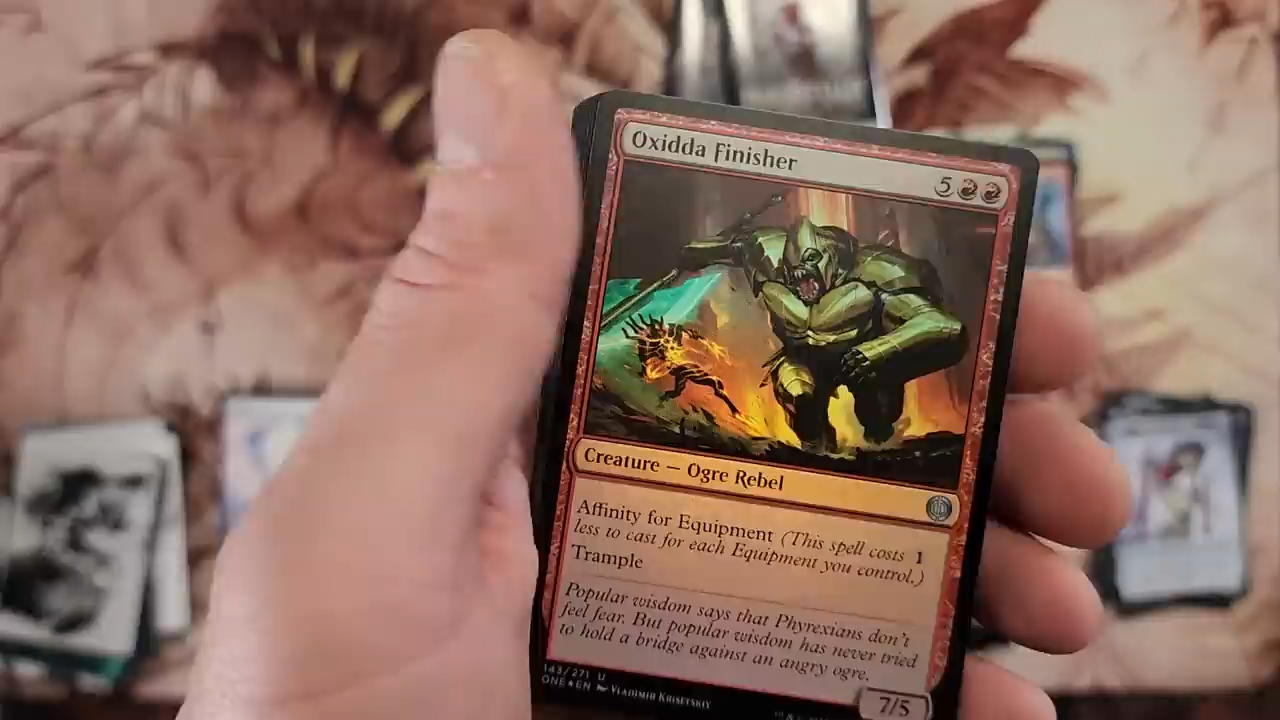 Oxidda Finisher
5
Creature — Ogre Rebel
Affinity for Equipment (This spell costs 1
less to cast for each Equipment you control.)
Trample
Popular wisdom says that Phyrexians don't
feel fear. But popular wisdom has never tried
to hold a bridge against an angry ogre.
7/5
143/271 U
ONE★EN Vladimir Krisetskiy